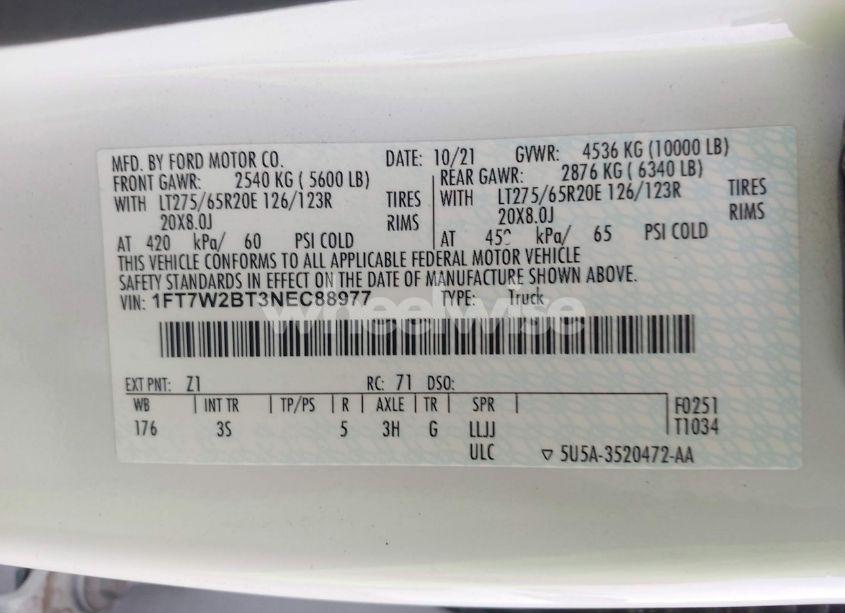 MFD. BY FORD MOTOR CO. DATE: 10/21 GVWR: 4536 KG (10000 LB)
FRONT GAWR: 2540 KG ( 5600 LB) REAR GAWR: 2876 KG ( 6340 LB)
WITH LT275/65R20E 126/123R TIRES WITH LT275/65R20E 126/123R TIRES
20X8.0J RIMS 20X8.0J RIMS
AT 420 kPa/ 60 PSI COLD AT kPa/ 65 PSI COLD
THIS VEHICLE CONFORMS TO ALL APPLICABLE FEDERAL MOTOR VEHICLE
SAFETY STANDARDS IN EFFECT ON THE DATE OF MANUFACTURE SHOWN ABOVE.
VIN: 1FT7W2BT3NEC88977 TYPE: Truck
wheelwise
EXT PNT: Z1 RC: 71 DSO:
WB INT TR TP/PS R AXLE TR SPR F0251
176 3S 5 3H G LLJJ T1034
ULC ▽ 5U5A-3520472-AA